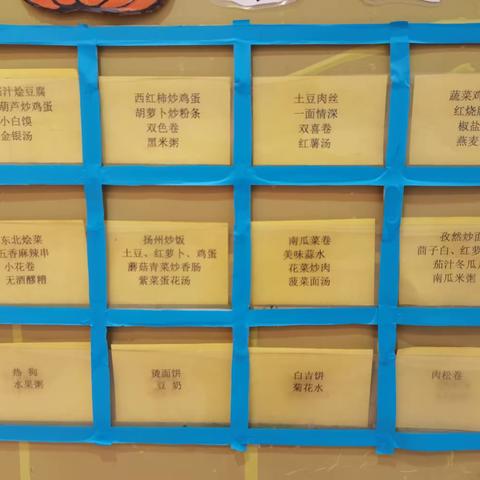 汁烩豆腐
葫芦炒鸡蛋
小白馍
金银汤
西红柿炒鸡蛋
胡萝卜炒粉条
双色卷
黑米粥
土豆肉丝
一面情深
双喜卷
红薯汤
蔬菜鸡
红烧
椒盐
燕麦
东北烩菜
五香麻辣串
小花卷
无酒醪糟
扬州炒饭
土豆、红萝卜、鸡蛋
蘑菇青菜炒香肠
紫菜蛋花汤
南瓜菜卷
美味蒜水
花菜炒肉
菠菜面汤
孜然炒面
茴子白、红萝
茄汁冬瓜
南瓜米粥
热狗
水果粥
烫面饼
豆奶
白吉饼
菊花水
肉松卷